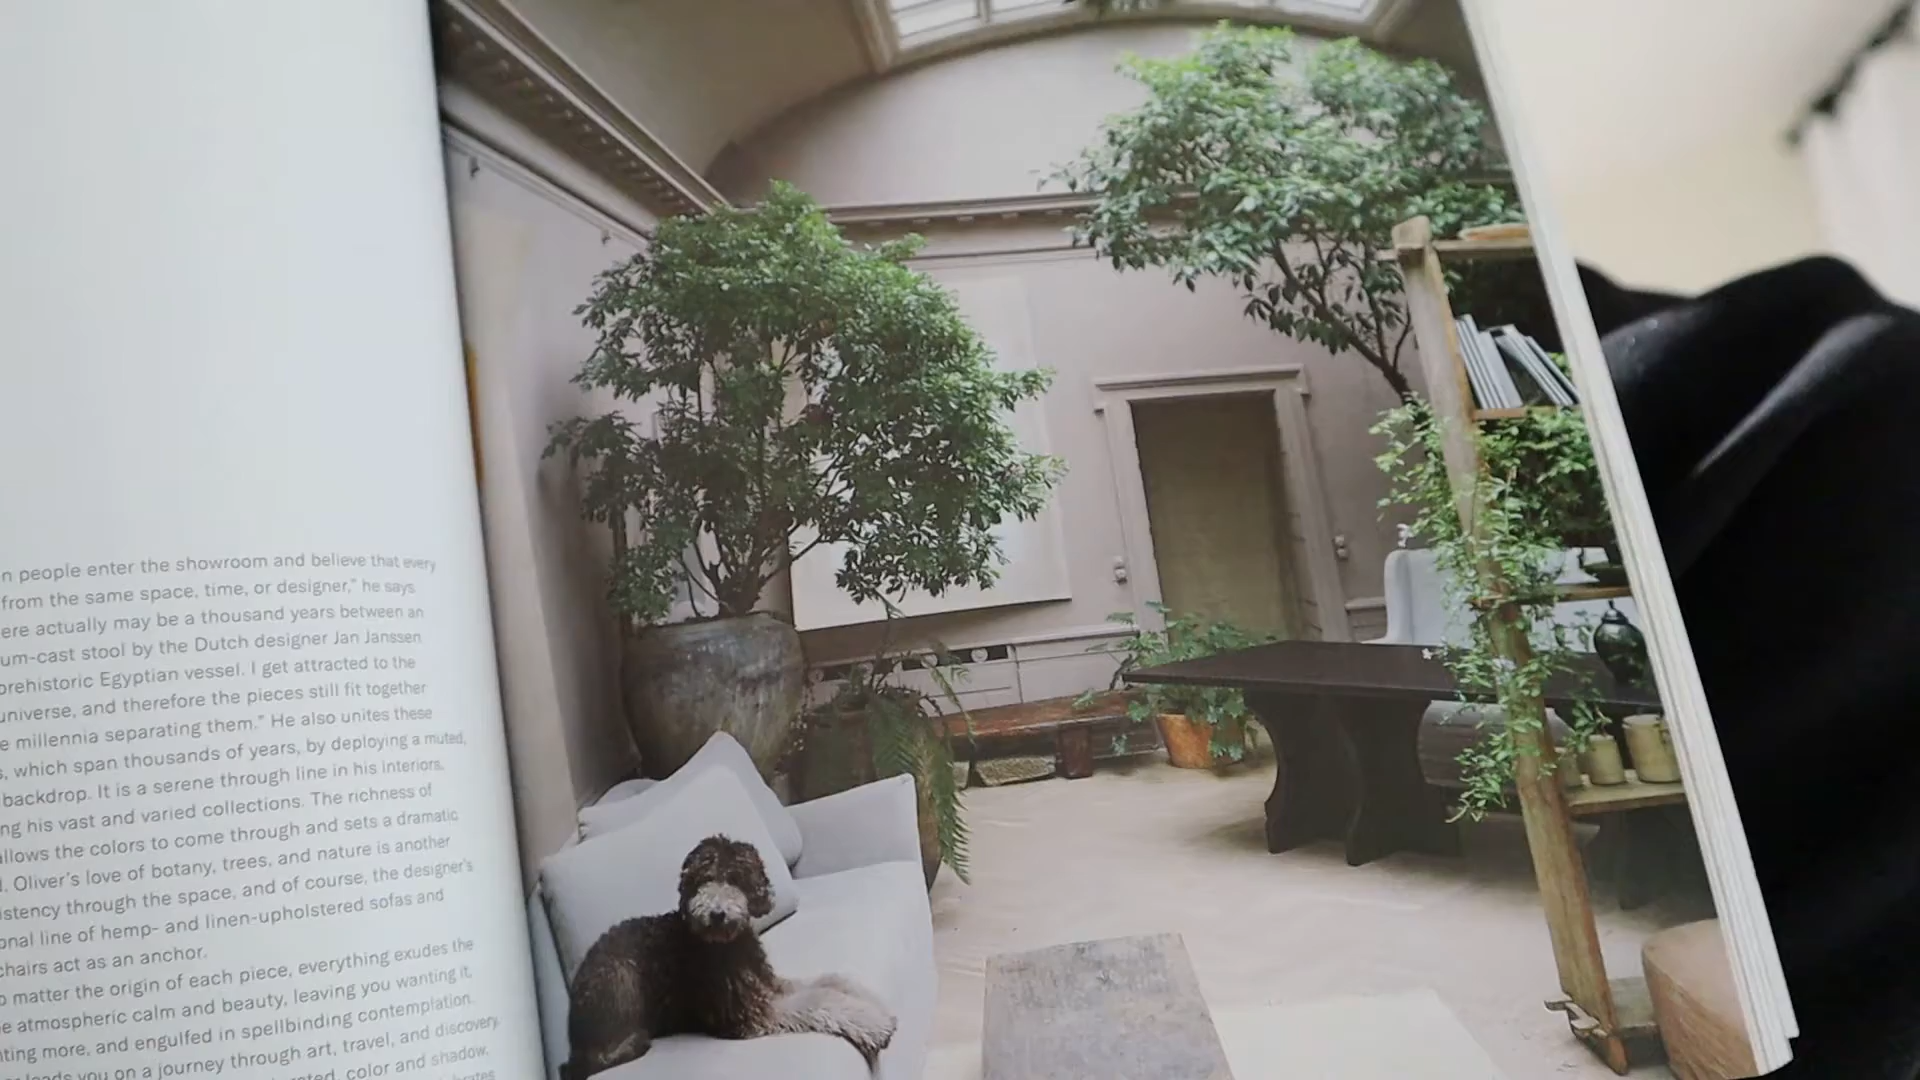 n people enter the showroom and believe that every
from the same space, time, or designer," he says
ere actually may be a thousand years between an
um-cast stool by the Dutch designer Jan Janssen
prehistoric Egyptian vessel. I get attracted to the
universe, and therefore the pieces still fit together
e millennia separating them." He also unites these
s, which span thousands of years, by deploying a muted,
backdrop. It is a serene through line in his interiors,
ng his vast and varied collections. The richness of
allows the colors to come through and sets a dramatic
d. Oliver's love of botany, trees, and nature is another
istency through the space, and of course, the designer's
onal line of hemp- and linen-upholstered sofas and
chairs act as an anchor.
o matter the origin of each piece, everything exudes the
e atmospheric calm and beauty, leaving you wanting it,
nting more, and engulfed in spellbinding contemplation.
leads you on a journey through art, travel, and discovery,
color and shadow.